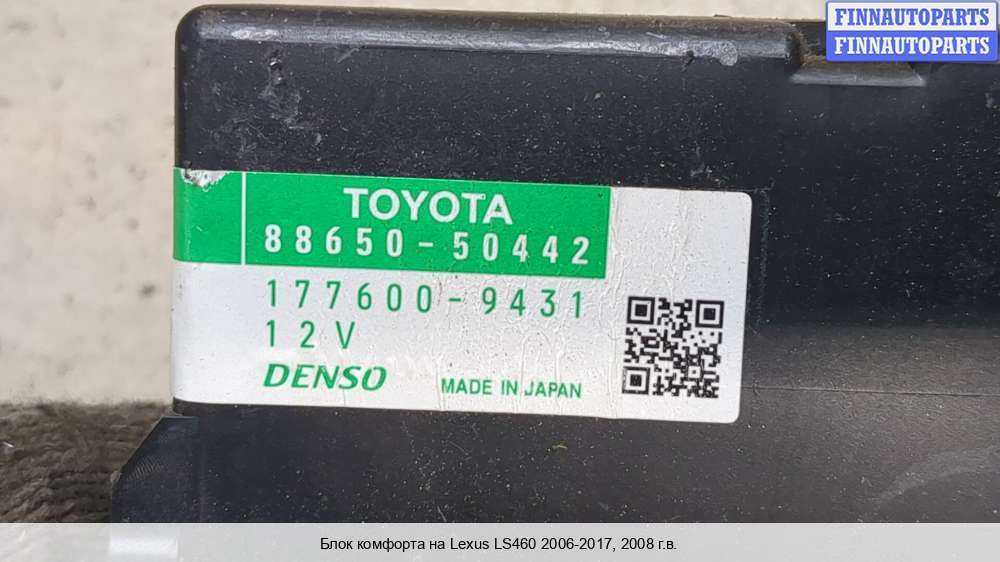 FINNAUTOPARTS
FINNAUTOPARTS
TOYOTA
88650-50442
177600-9431
12V
DENSO MADE IN JAPAN
Блок комфорта на Lexus LS460 2006-2017, 2008 г.в.